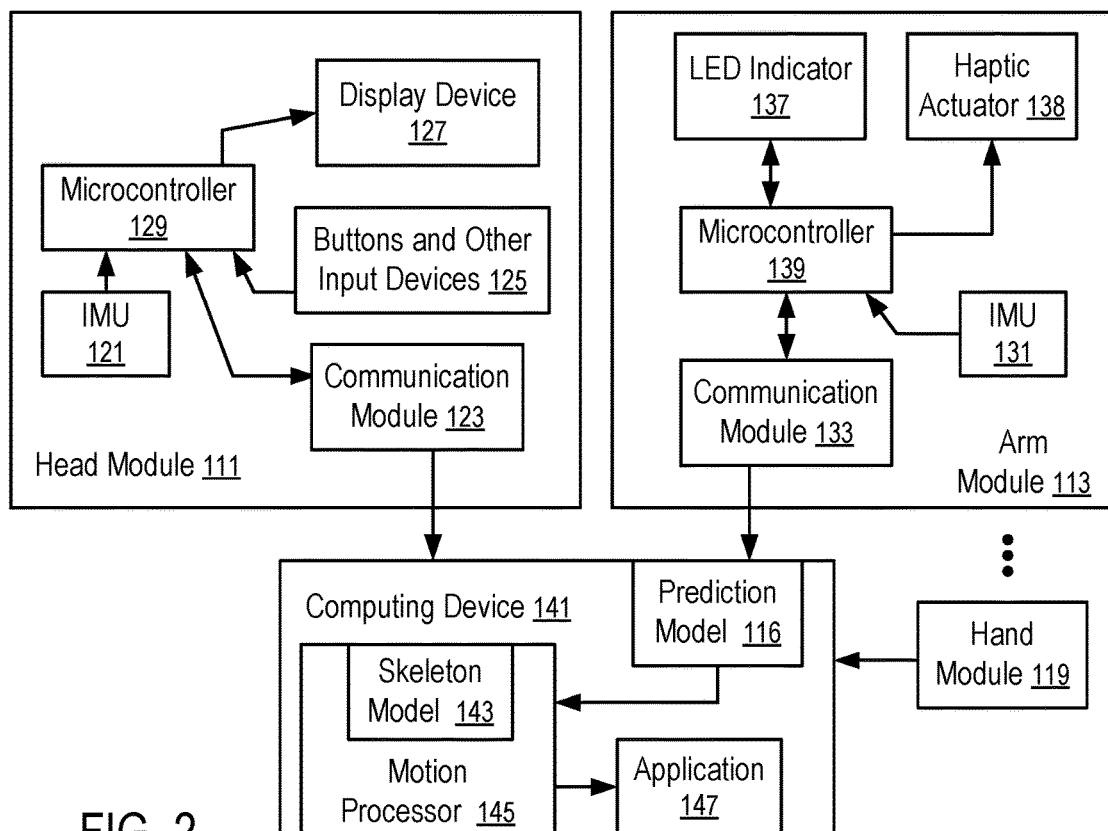 Display Device
127
Microcontroller
129
Buttons and Other
Input Devices 125
IMU
121
Communication
Module 123
Head Module 111
LED Indicator
137
Haptic
Actuator 138
Microcontroller
139
IMU
131
Communication
Module 133
Arm
Module 113
Computing Device 141
Prediction
Model 116
Skeleton
Model 143
Motion
Processor 145
Application
147
Hand
Module 119
FIG. 2